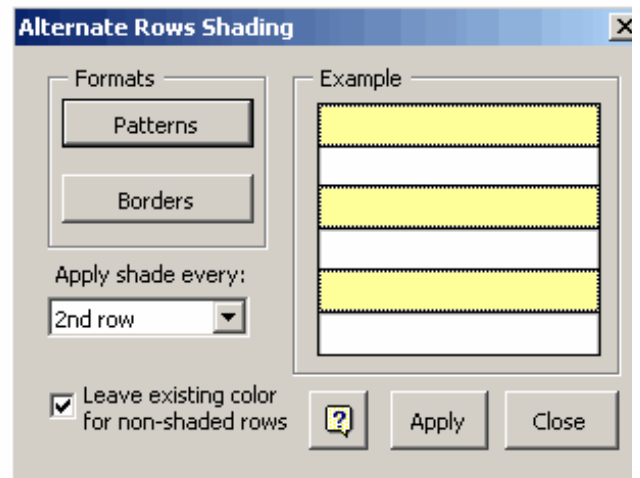 Alternate Rows Shading
Formats
Patterns
Borders
Apply shade every:
2nd row
Leave existing color
for non-shaded rows
Example
?
Apply
Close